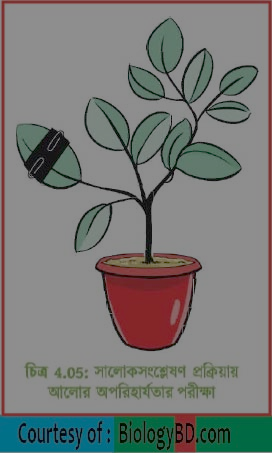 চিত্র 4.05: সালোকসংশ্লেষণ প্রক্রিয়ায়
আলোর অপরিহার্যতার পরীক্ষা
Courtesy of : BiologyBD.com